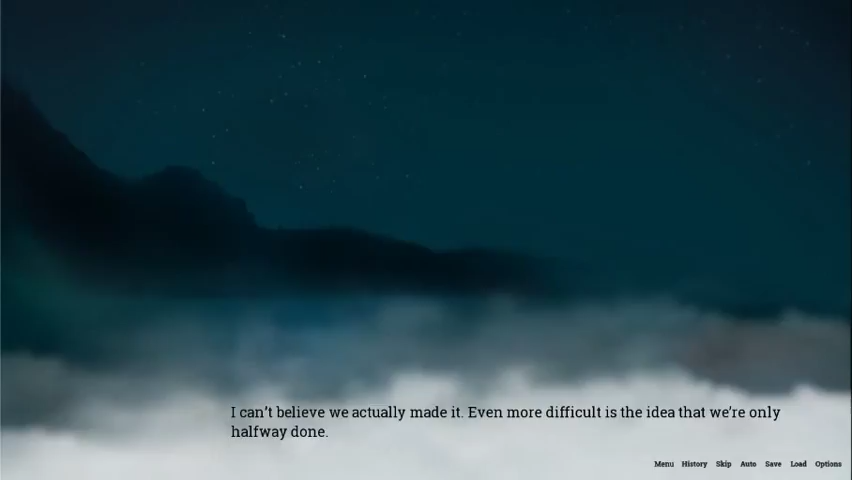 I can’t believe we actually made it. Even more difficult is the idea that we’re only
halfway done.
Menu History Skip Auto Save Load Options